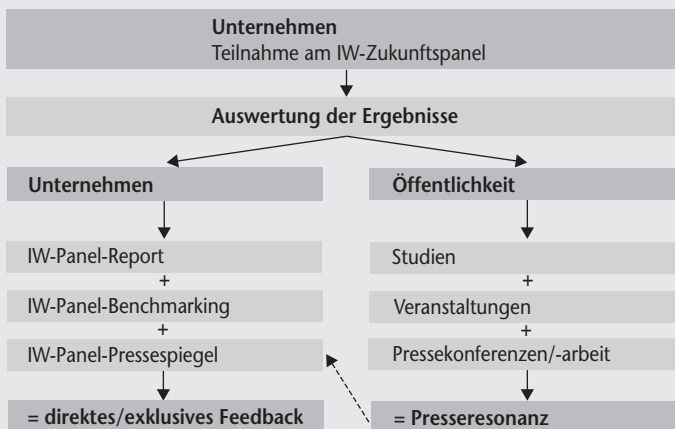 Unternehmen
Teilnahme am IW-Zukunftspanel
Auswertung der Ergebnisse
Unternehmen
IW-Panel-Report
+
IW-Panel-Benchmarking
+
IW-Panel-Pressespiegel
= direktes/exklusives Feedback
Öffentlichkeit
Studien
+
Veranstaltungen
+
Pressekonferenzen/-arbeit
= Presseresonanz